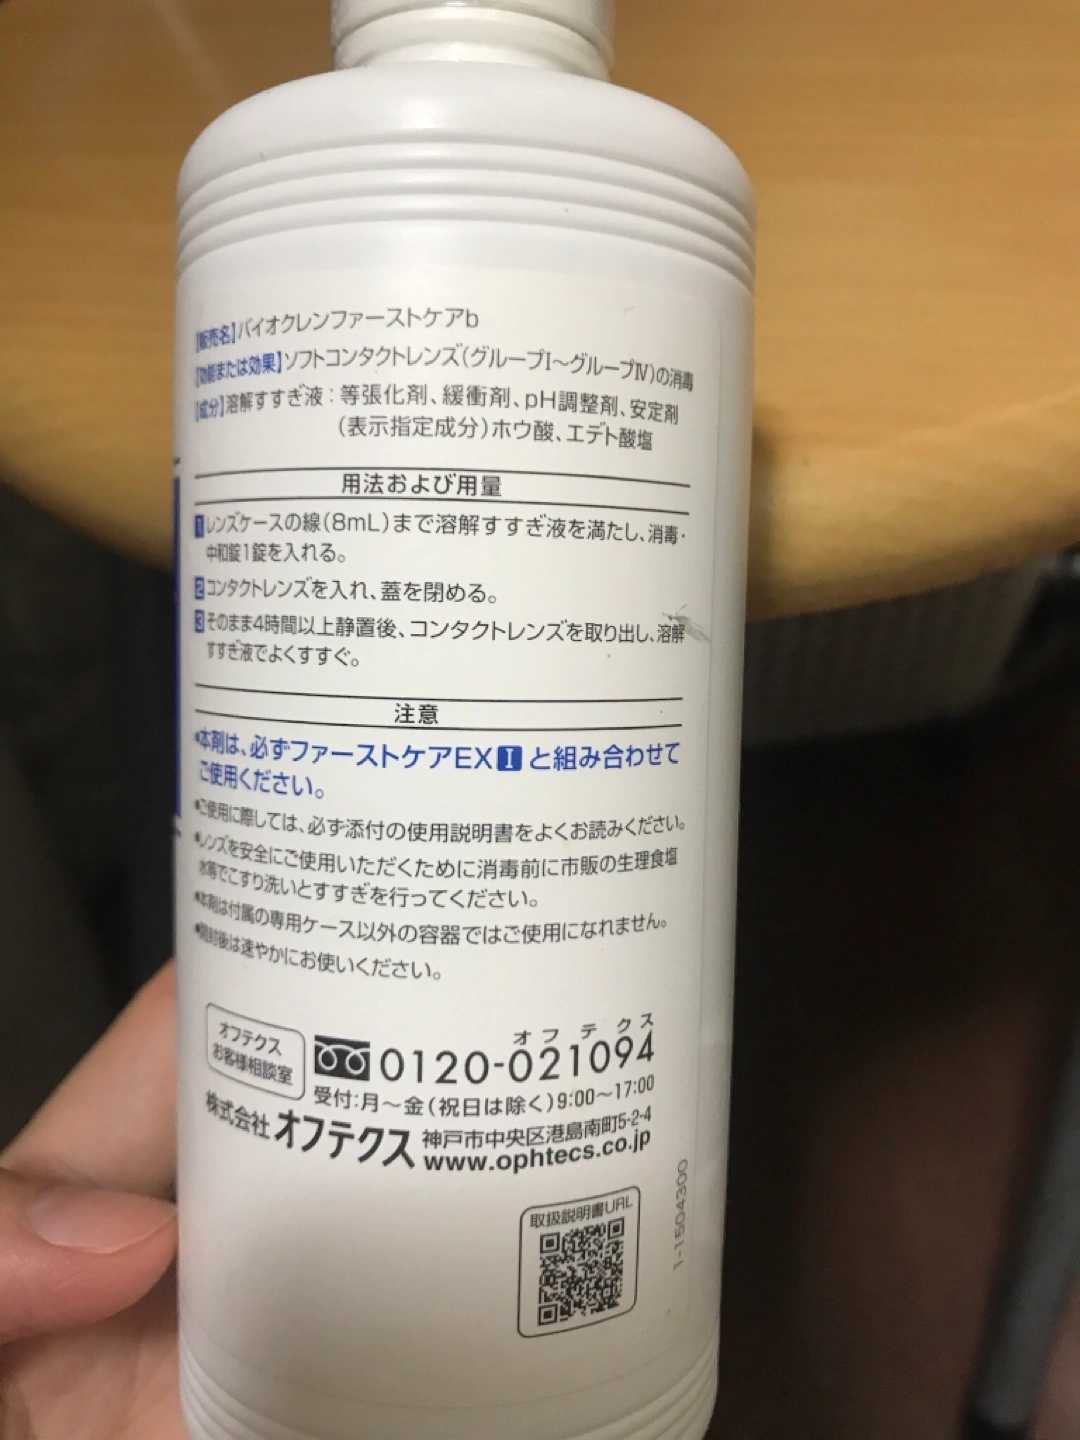 【販売名】バイオクレンファーストケアb
【効能または効果】ソフトコンタクトレンズ(グループI〜グループⅣ)の消毒
【成分】溶解すすぎ液：等張化剤、緩衝剤、pH調整剤、安定剤
(表示指定成分)ホウ酸、エデト酸塩
用法および用量
1 レンズケースの線(8mL)まで溶解すすぎ液を満たし、消毒・
中和錠1錠を入れる。
2 コンタクトレンズを入れ、蓋を閉める。
3 そのまま4時間以上静置後、コンタクトレンズを取り出し、溶解
すすぎ液でよくすすぐ。
注意
•本剤は、必ずファーストケアEX I と組み合わせて
ご使用ください。
•ご使用に際しては、必ず添付の使用説明書をよくお読みください。
•レンズを安全にご使用いただくために消毒前に市販の生理食塩
水等でこすり洗いとすすぎを行ってください。
•本剤は付属の専用ケース以外の容器ではご使用になれません。
•開封後は速やかにお使いください。
オフテクス
お客様相談室
オフテクス
0120-021094
受付：月〜金(祝日は除く)9:00〜17:00
株式会社オフテクス 神戸市中央区港島南町5-2-4
www.ophtecs.co.jp
取扱説明書URL
1-1504300